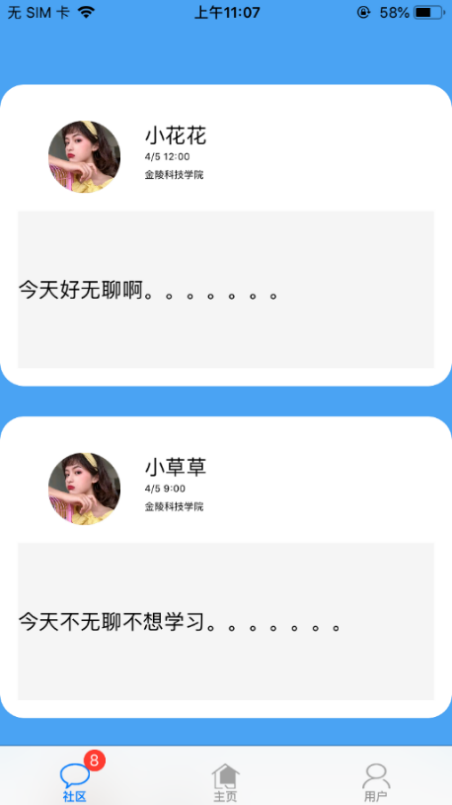 无 SIM 卡 上午11:07 58%
小花花
4/5 12:00
金陵科技学院
今天好无聊啊。。。。。。。
小草草
4/5 9:00
金陵科技学院
今天不无聊不想学习。。。。。。。
8
社区 主页 用户